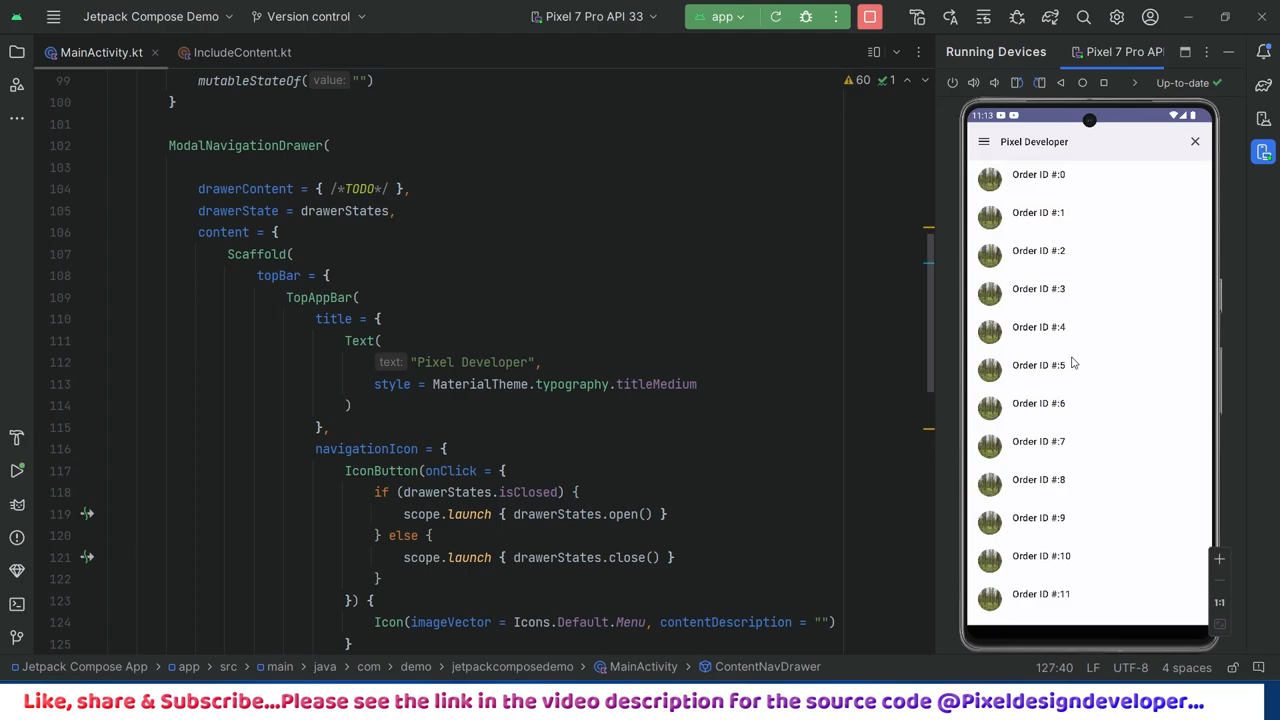 Jetpack Compose Demo
Version control
Pixel 7 Pro API 33
app
MainActivity.kt
IncludeContent.kt
Running Devices
Pixel 7 Pro API
Up-to-date
60
1
99 mutableStateOf( value: "")
100 }
101
102 ModalNavigationDrawer(
103
104 drawerContent = { /*TODO*/ },
105 drawerState = drawerStates,
106 content = {
107 Scaffold(
108 topBar = {
109 TopAppBar(
110 title = {
111 Text(
112 text: "Pixel Developer",
113 style = MaterialTheme.typography.titleMedium
114 )
115 },
116 navigationIcon = {
117 IconButton(onClick = {
118 if (drawerStates.isClosed) {
119 scope.launch { drawerStates.open() }
120 } else {
121 scope.launch { drawerStates.close() }
122 }
123 }) {
124 Icon(imageVector = Icons.Default.Menu, contentDescription = "")
125 }
11:13
Pixel Developer
Order ID #:0
Order ID #:1
Order ID #:2
Order ID #:3
Order ID #:4
Order ID #:5
Order ID #:6
Order ID #:7
Order ID #:8
Order ID #:9
Order ID #:10
Order ID #:11
1:1
Jetpack Compose App > app > src > main > java > com > demo > jetpackcomposedemo > MainActivity > ContentNavDrawer
127:40 LF UTF-8 4 spaces
Like, share & Subscribe...Please see the link in the video description for the source code @Pixeldesigndeveloper...